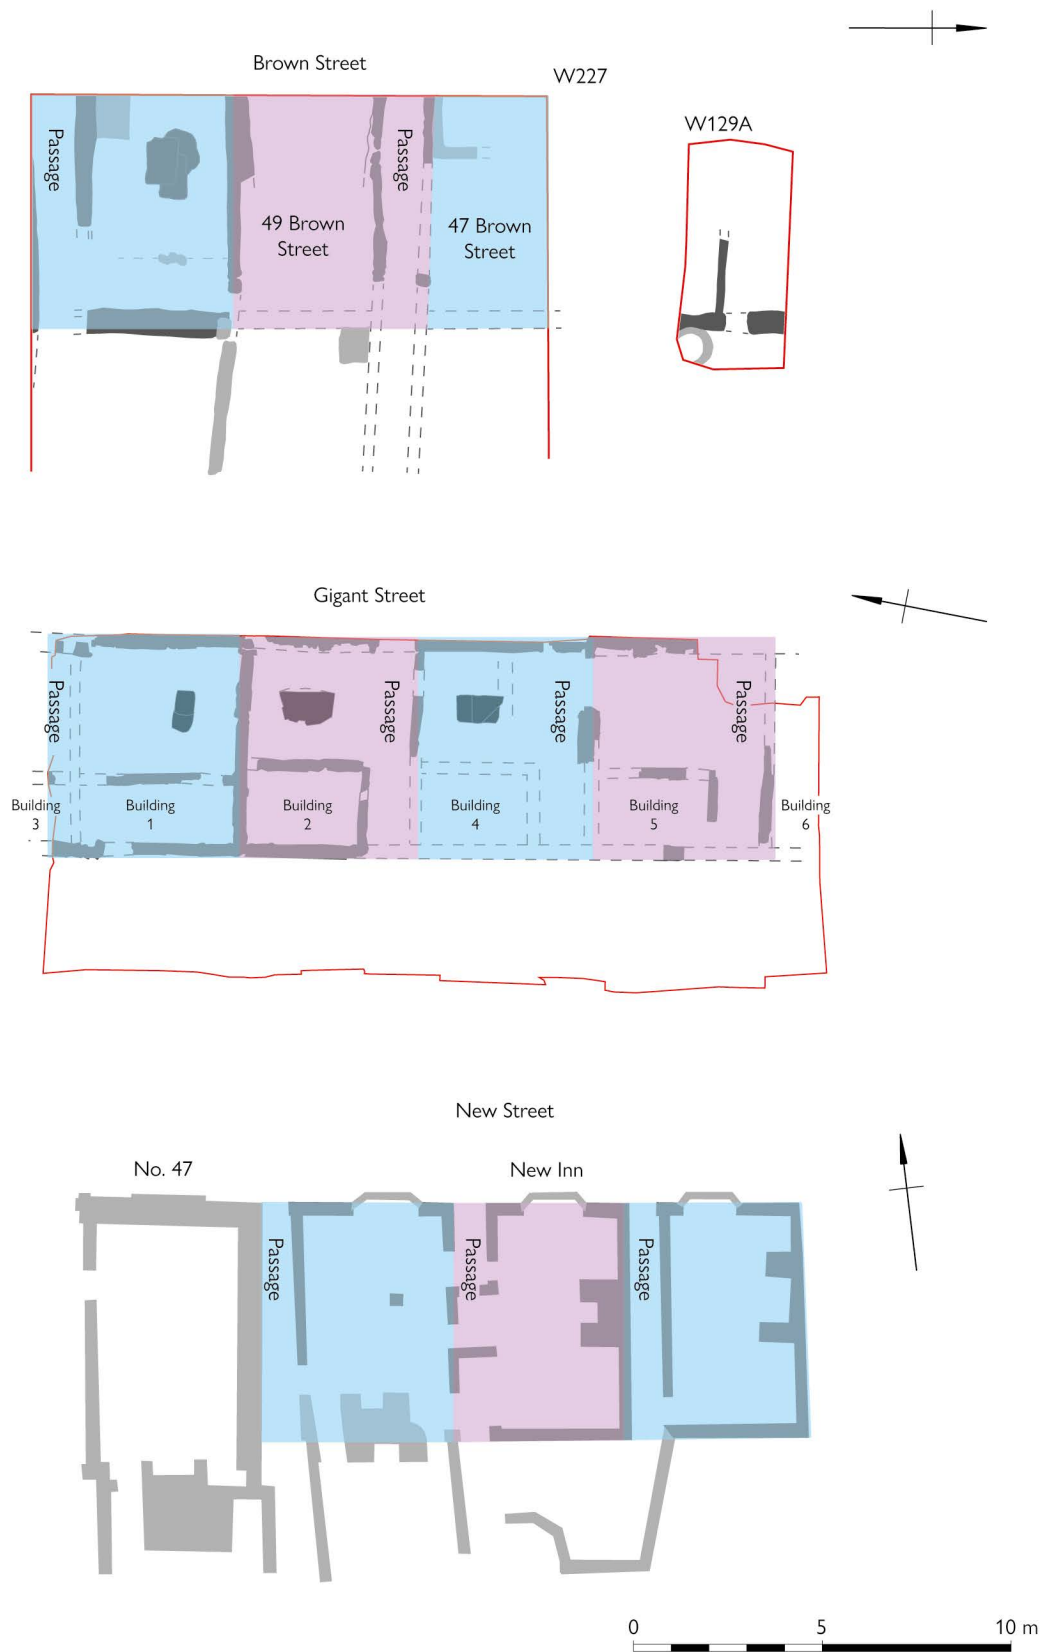 Brown Street
W227
W129A
Passage
Passage
49 Brown
Street
47 Brown
Street
Gigant Street
Passage
Passage
Passage
Passage
Building
3
Building
1
Building
2
Building
4
Building
5
Building
6
New Street
No. 47
New Inn
Passage
Passage
Passage
0
5
10 m